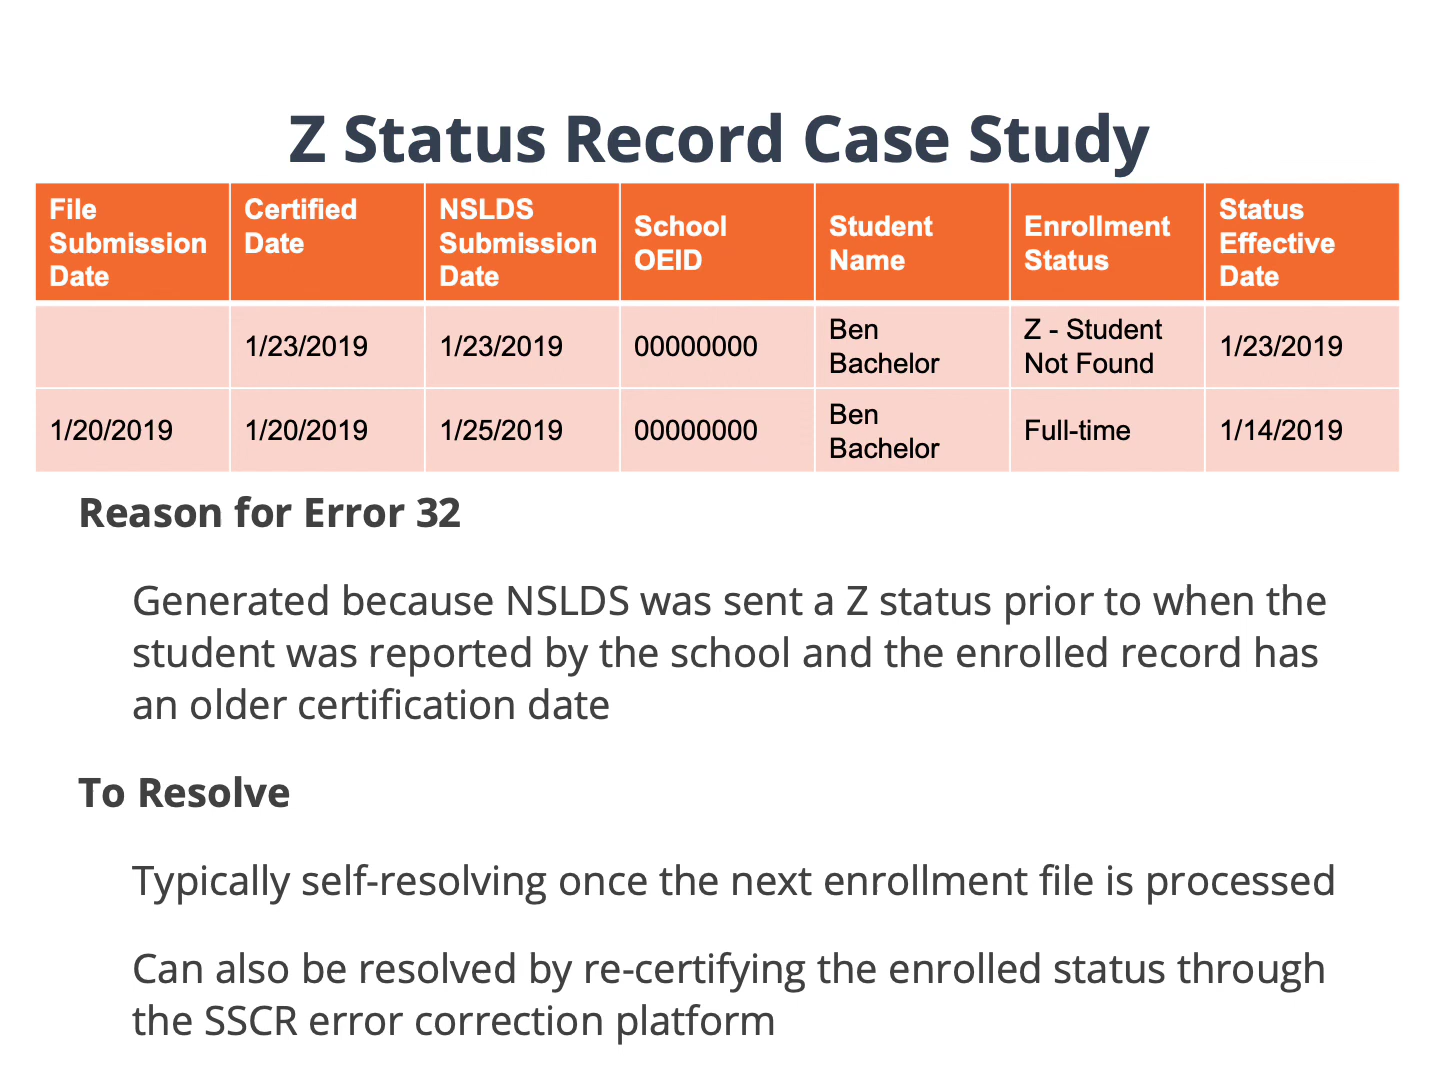 Z Status Record Case Study
File Submission Date
Certified Date
NSLDS Submission Date
School OEID
Student Name
Enrollment Status
Status Effective Date
1/23/2019
1/23/2019
00000000
Ben Bachelor
Z - Student Not Found
1/23/2019
1/20/2019
1/20/2019
1/25/2019
00000000
Ben Bachelor
Full-time
1/14/2019
Reason for Error 32
Generated because NSLDS was sent a Z status prior to when the
student was reported by the school and the enrolled record has
an older certification date
To Resolve
Typically self-resolving once the next enrollment file is processed
Can also be resolved by re-certifying the enrolled status through
the SSCR error correction platform